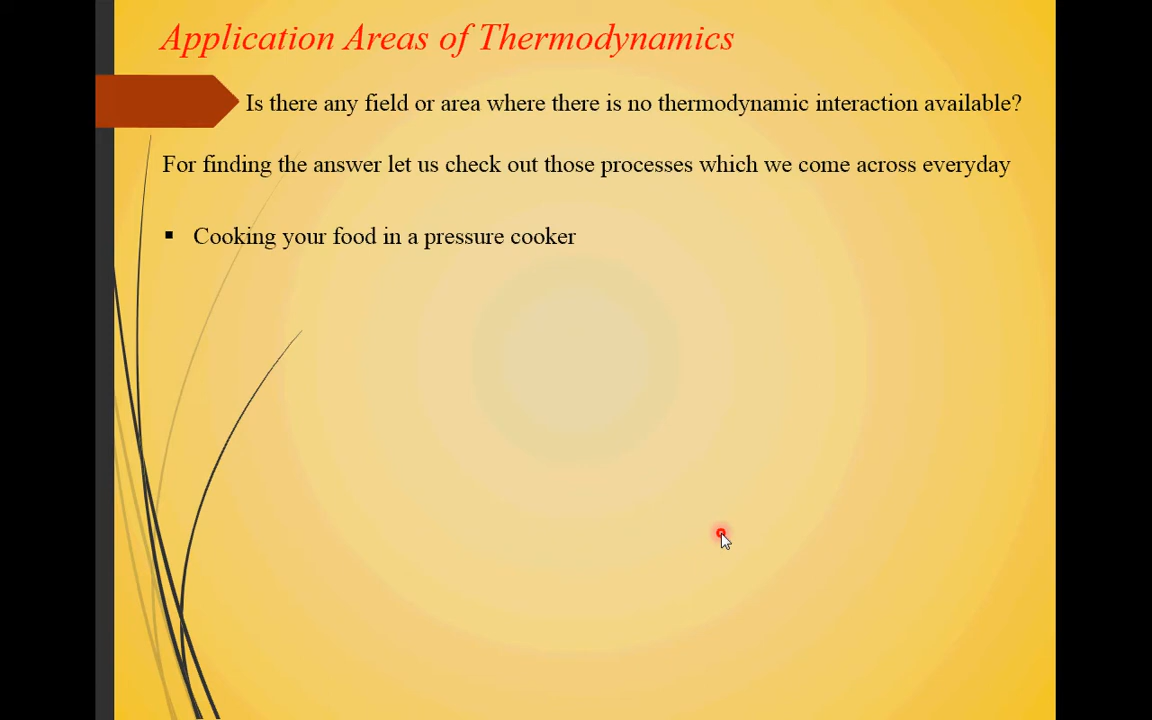 Application Areas of Thermodynamics
Is there any field or area where there is no thermodynamic interaction available?
For finding the answer let us check out those processes which we come across everyday
▪ Cooking your food in a pressure cooker